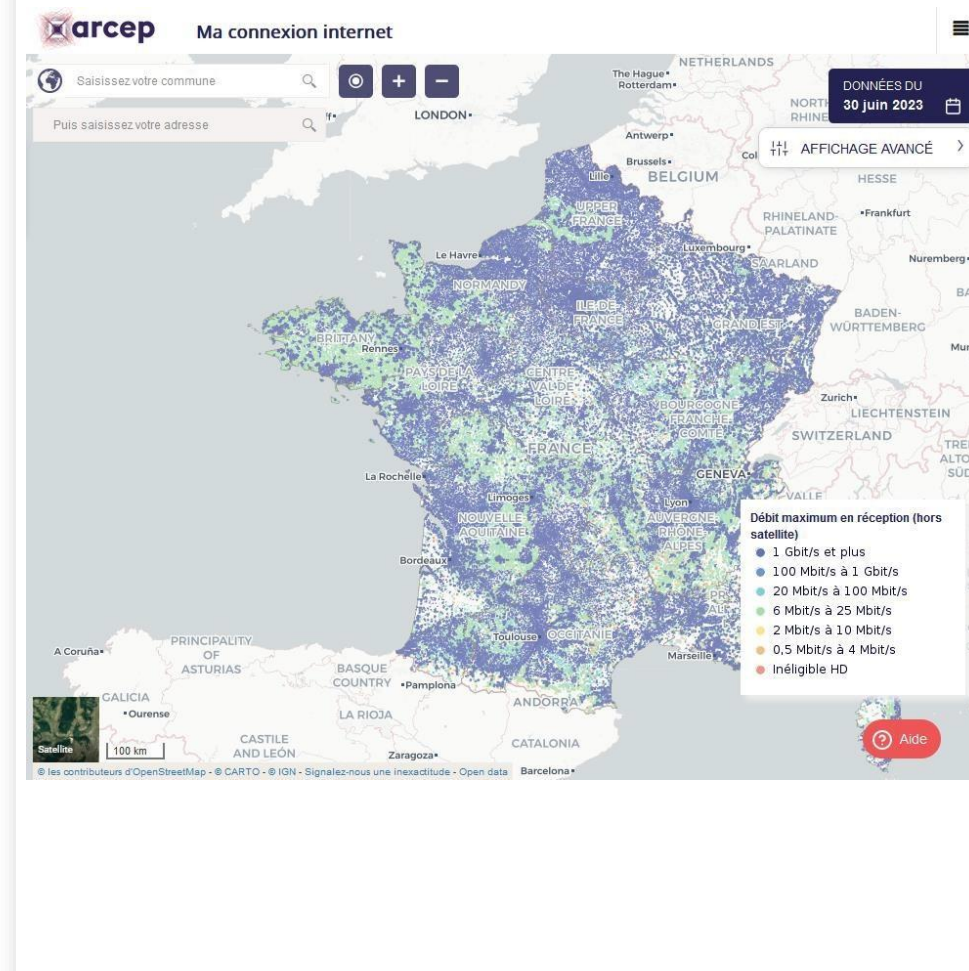 arcep
Ma connexion internet
Saisissez votre commune
Puis saisissez votre adresse
DONNÉES DU
30 juin 2023
AFFICHAGE AVANCÉ
NETHERLANDS
The Hague
Rotterdam
LONDON
Antwerp
Brussels
BELGIUM
Lille
HESSE
UPPER
FRANCE
RHINELAND-
PALATINATE
Frankfurt
Luxembourg
SAARLAND
Nuremberg
Le Havre
NORMANDY
ILE-DE-
FRANCE
GRAND EST
BADEN-
WÜRTTEMBERG
BRITTANY
Rennes
PAYS DE LA
LOIRE
CENTRE-
VAL DE
LOIRE
Zurich
LIECHTENSTEIN
BOURGOGNE
FRANCHE
COMTÉ
SWITZERLAND
FRANCE
GENEVA
La Rochelle
Limoges
Lyon
VALLE
NOUVELLE-
AQUITAINE
AUVERGNE-
RHÔNE
ALPES
Bordeaux
Débit maximum en réception (hors
satellite)
1 Gbit/s et plus
100 Mbit/s à 1 Gbit/s
20 Mbit/s à 100 Mbit/s
6 Mbit/s à 25 Mbit/s
2 Mbit/s à 10 Mbit/s
0,5 Mbit/s à 4 Mbit/s
Inéligible HD
Toulouse
OCCITANIE
Marseille
A Coruña
PRINCIPALITY
OF
ASTURIAS
BASQUE
COUNTRY
Pamplona
ANDORRA
GALICIA
Ourense
LA RIOJA
CASTILE
AND LEÓN
CATALONIA
Zaragoza
Barcelona
Satellite
100 km
Aide
© les contributeurs d'OpenStreetMap - © CARTO - © IGN - Signalez-nous une inexactitude - Open data